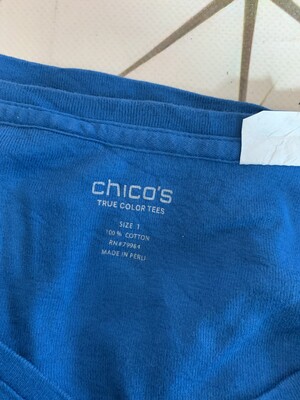 chico's
TRUE COLOR TEES
SIZE 1
100% COTTON
RN#79964
MADE IN PERU